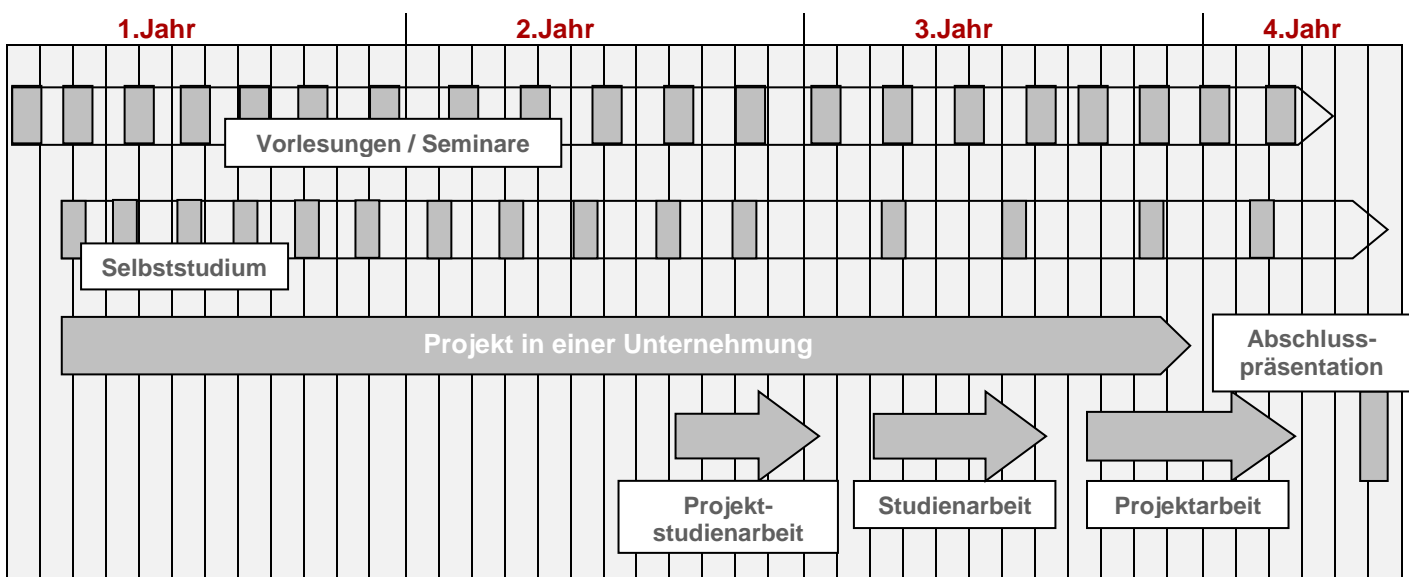 1.Jahr 2.Jahr 3.Jahr 4.Jahr
Vorlesungen / Seminare
Selbststudium
Projekt in einer Unternehmung
Abschluss-
präsentation
Projekt-
studienarbeit
Studienarbeit
Projektarbeit